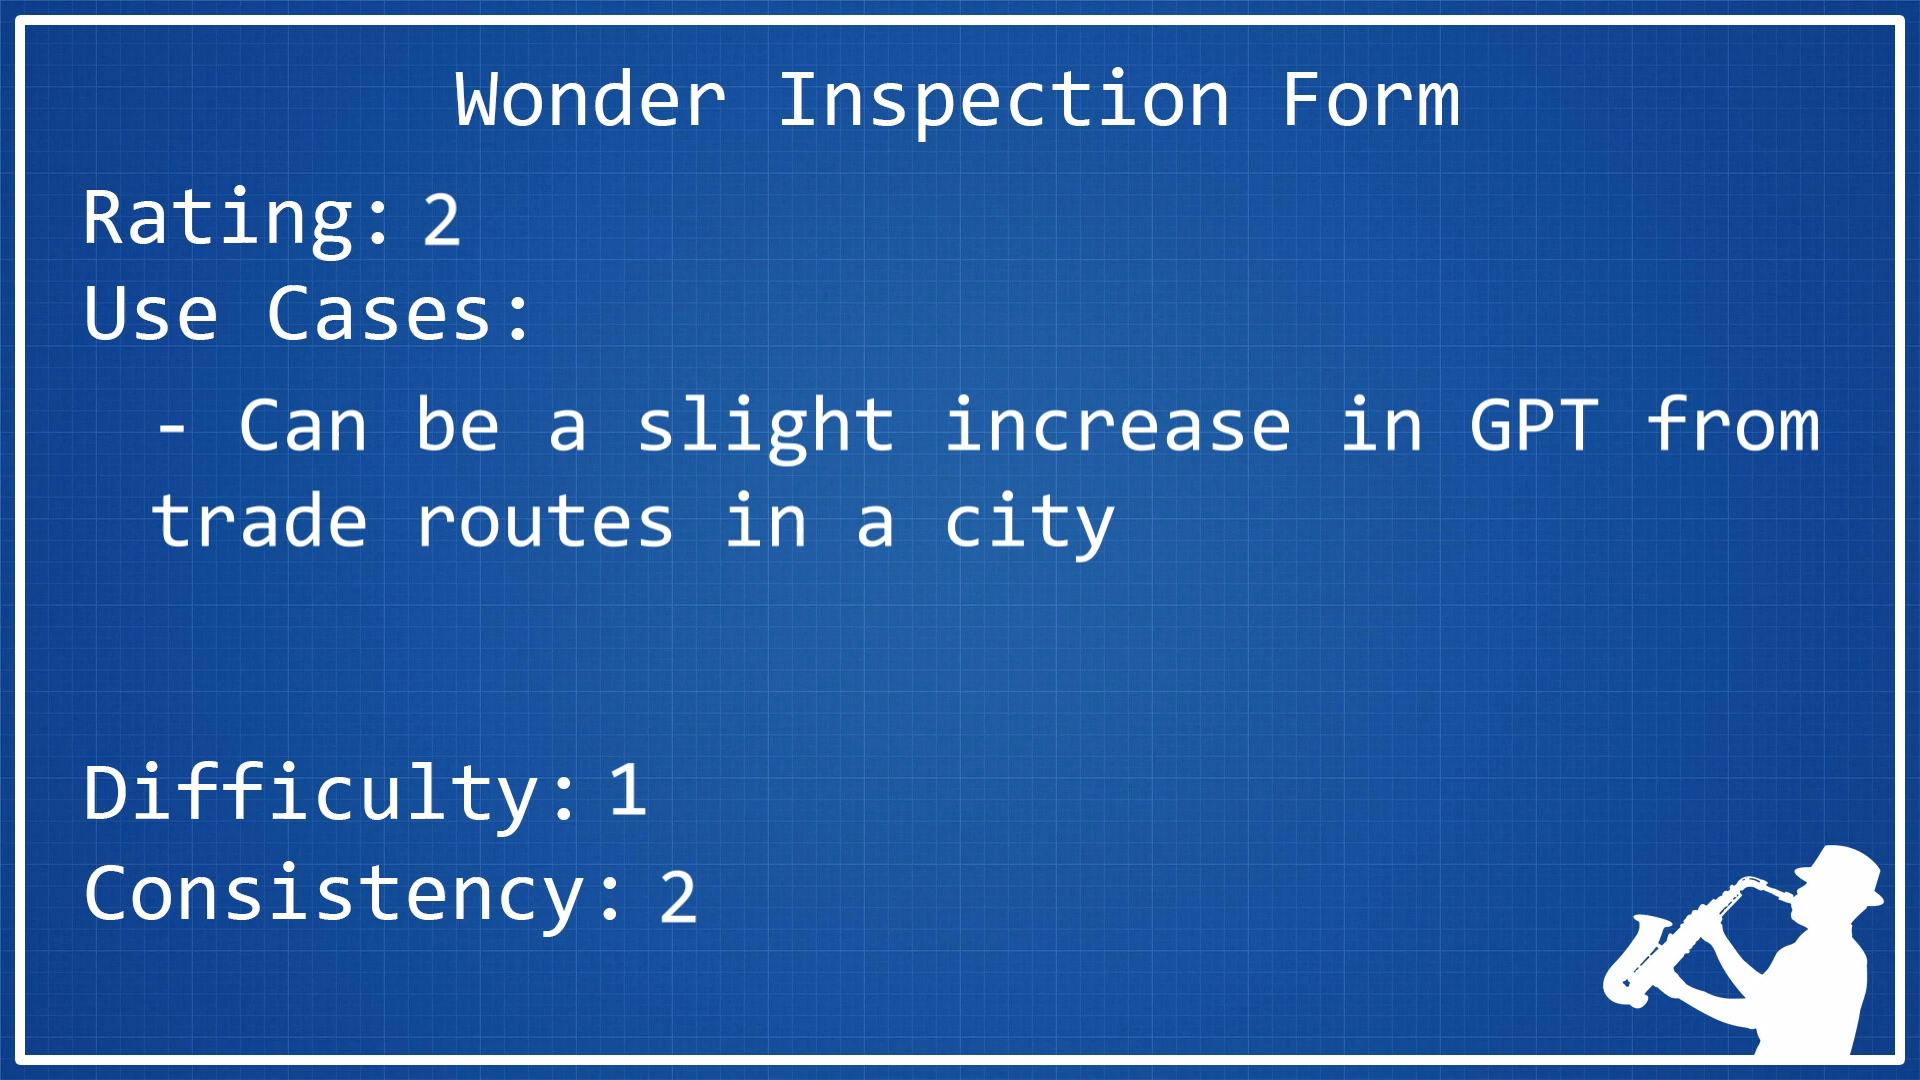 Wonder Inspection Form
Rating: 2
Use Cases:
- Can be a slight increase in GPT from
trade routes in a city
Difficulty: 1
Consistency: 2